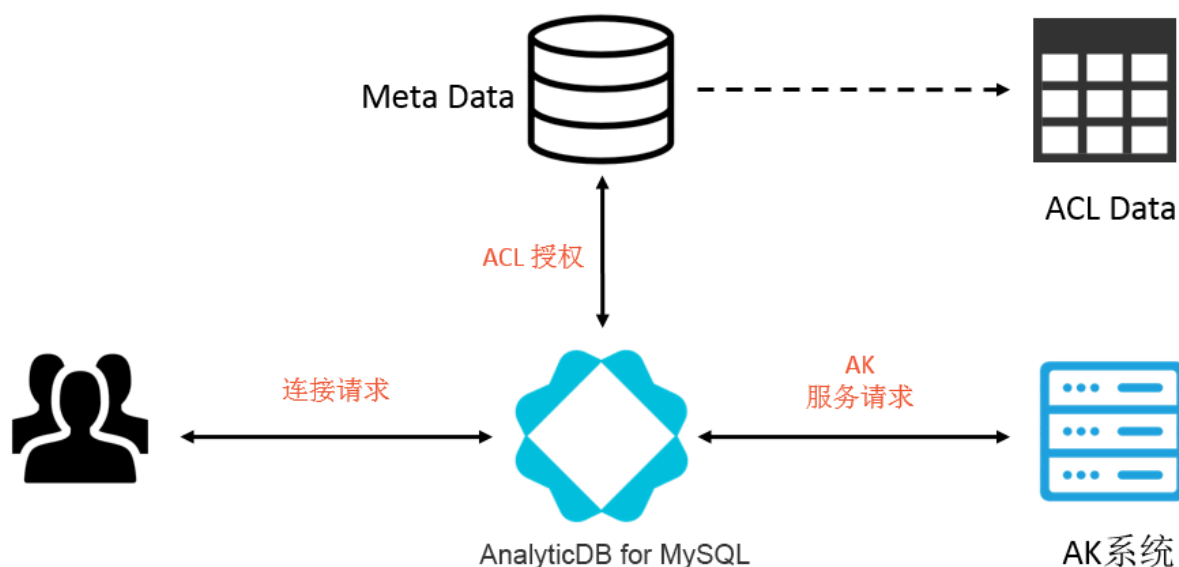 Meta Data
ACL Data
ACL 授权
连接请求
AK
服务请求
AnalyticDB for MySQL
AK系统